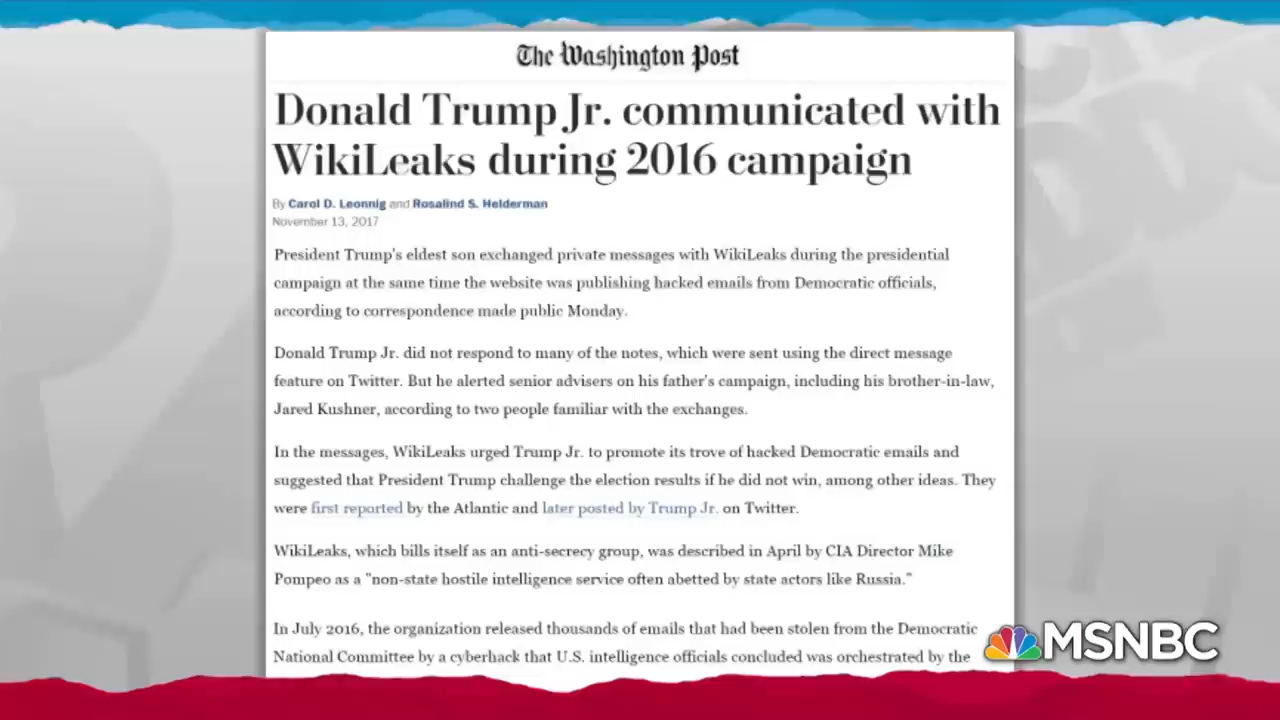 The Washington Post
Donald Trump Jr. communicated with
WikiLeaks during 2016 campaign
By Carol D. Leonnig and Rosalind S. Helderman
November 13, 2017
President Trump's eldest son exchanged private messages with WikiLeaks during the presidential
campaign at the same time the website was publishing hacked emails from Democratic officials,
according to correspondence made public Monday.
Donald Trump Jr. did not respond to many of the notes, which were sent using the direct message
feature on Twitter. But he alerted senior advisers on his father's campaign, including his brother-in-law,
Jared Kushner, according to two people familiar with the exchanges.
In the messages, WikiLeaks urged Trump Jr. to promote its trove of hacked Democratic emails and
suggested that President Trump challenge the election results if he did not win, among other ideas. They
were first reported by the Atlantic and later posted by Trump Jr. on Twitter.
WikiLeaks, which bills itself as an anti-secrecy group, was described in April by CIA Director Mike
Pompeo as a "non-state hostile intelligence service often abetted by state actors like Russia."
In July 2016, the organization released thousands of emails that had been stolen from the Democratic
National Committee by a cyberhack that U.S. intelligence officials concluded was orchestrated by the
MSNBC